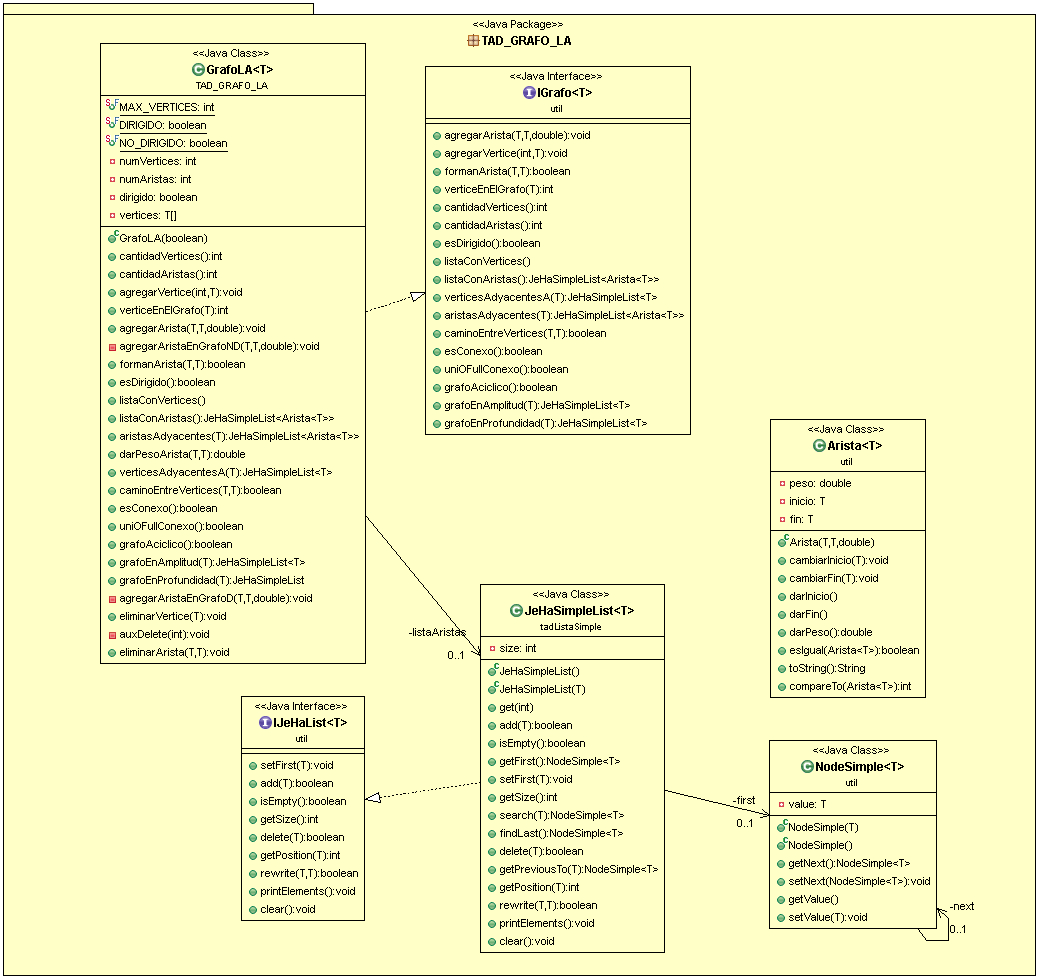 <<Java Package>>
TAD_GRAFO_LA
<<Java Class>>
GrafoLA<T>
TAD_GRAFO_LA
MAX_VERTICES: int
DIRIGIDO: boolean
NO_DIRIGIDO: boolean
numVertices: int
numAristas: int
dirigido: boolean
vertices: T[]
GrafoLA(boolean)
cantidadVertices():int
cantidadAristas():int
agregarVertice(int,T):void
verticeEnElGrafo(T):int
agregarArista(T,T,double):void
agregarAristaEnGrafoND(T,T,double):void
formanArista(T,T):boolean
esDirigido():boolean
listaConVertices()
listaConAristas():JeHaSimpleList<Arista<T>>
aristasAdyacentes(T):JeHaSimpleList<Arista<T>>
darPesoArista(T,T):double
verticesAdyacentesA(T):JeHaSimpleList<T>
caminoEntreVertices(T,T):boolean
esConexo():boolean
uniOFullConexo():boolean
grafoAciclico():boolean
grafoEnAmplitud(T):JeHaSimpleList<T>
grafoEnProfundidad(T):JeHaSimpleList
agregarAristaEnGrafoD(T,T,double):void
eliminarVertice(T):void
auxDelete(int):void
eliminarArista(T,T):void
<<Java Interface>>
IGrafo<T>
util
agregarArista(T,T,double):void
agregarVertice(int,T):void
formanArista(T,T):boolean
verticeEnElGrafo(T):int
cantidadVertices():int
cantidadAristas():int
esDirigido():boolean
listaConVertices()
listaConAristas():JeHaSimpleList<Arista<T>>
verticesAdyacentesA(T):JeHaSimpleList<T>
aristasAdyacentes(T):JeHaSimpleList<Arista<T>>
caminoEntreVertices(T,T):boolean
esConexo():boolean
uniOFullConexo():boolean
grafoAciclico():boolean
grafoEnAmplitud(T):JeHaSimpleList<T>
grafoEnProfundidad(T):JeHaSimpleList<T>
<<Java Class>>
Arista<T>
util
peso: double
inicio: T
fin: T
Arista(T,T,double)
cambiarInicio(T):void
cambiarFin(T):void
darInicio()
darFin()
darPeso():double
esIgual(Arista<T>):boolean
toString():String
compareTo(Arista<T>):int
-listaAristas
0..1
<<Java Class>>
JeHaSimpleList<T>
tadListaSimple
size: int
JeHaSimpleList()
JeHaSimpleList(T)
get(int)
add(T):boolean
isEmpty():boolean
getFirst():NodeSimple<T>
setFirst(T):void
getSize():int
search(T):NodeSimple<T>
findLast():NodeSimple<T>
delete(T):boolean
getPreviousTo(T):NodeSimple<T>
getPosition(T):int
rewrite(T,T):boolean
printElements():void
clear():void
<<Java Interface>>
IJeHaList<T>
util
setFirst(T):void
add(T):boolean
isEmpty():boolean
getSize():int
delete(T):boolean
getPosition(T):int
rewrite(T,T):boolean
printElements():void
clear():void
-first
0..1
<<Java Class>>
NodeSimple<T>
util
value: T
NodeSimple(T)
NodeSimple()
getNext():NodeSimple<T>
setNext(NodeSimple<T>):void
getValue()
setValue(T):void
-next
0..1